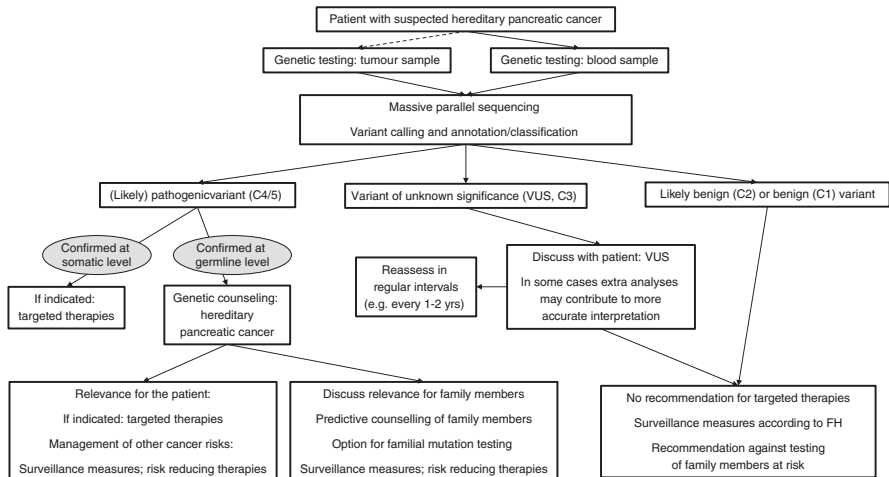 Patient with suspected hereditary pancreatic cancer
Genetic testing: tumour sample
Genetic testing: blood sample
Massive parallel sequencing
Variant calling and annotation/classification
(Likely) pathogenicvariant (C4/5)
Variant of unknown significance (VUS, C3)
Likely benign (C2) or benign (C1) variant
Confirmed at
somatic level
Confirmed at
germline level
If indicated:
targeted therapies
Genetic counseling:
hereditary
pancreatic cancer
Reassess in
regular intervals
(e.g. every 1-2 yrs)
Discuss with patient: VUS
In some cases extra analyses
may contribute to more
accurate interpretation
Relevance for the patient:
If indicated: targeted therapies
Management of other cancer risks:
Surveillance measures; risk reducing therapies
Discuss relevance for family members
Predictive counselling of family members
Option for familial mutation testing
Surveillance measures; risk reducing therapies
No recommendation for targeted therapies
Surveillance measures according to FH
Recommendation against testing
of family members at risk